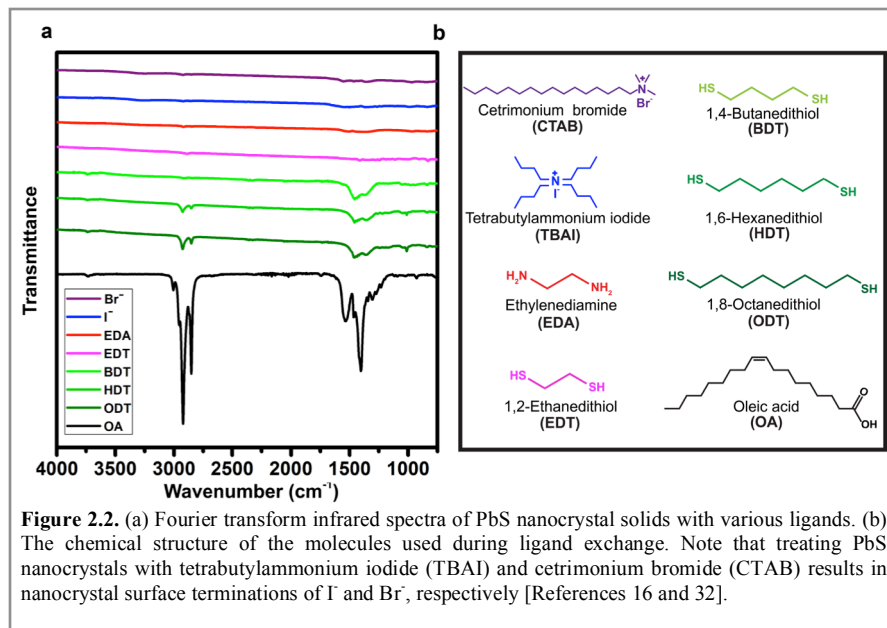 a
b
Transmittance
Br⁻
I⁻
EDA
EDT
BDT
HDT
ODT
OA
4000 3500 3000 2500 2000 1500 1000
Wavenumber (cm⁻¹)
N⁺
Br⁻
Cetrimonium bromide
(CTAB)
HS
SH
1,4-Butanedithiol
(BDT)
N⁺
I⁻
Tetrabutylammonium iodide
(TBAI)
HS
SH
1,6-Hexanedithiol
(HDT)
H₂N
NH₂
Ethylenediamine
(EDA)
HS
SH
1,8-Octanedithiol
(ODT)
HS
SH
1,2-Ethanedithiol
(EDT)
O
OH
Oleic acid
(OA)
Figure 2.2. (a) Fourier transform infrared spectra of PbS nanocrystal solids with various ligands. (b)
The chemical structure of the molecules used during ligand exchange. Note that treating PbS
nanocrystals with tetrabutylammonium iodide (TBAI) and cetrimonium bromide (CTAB) results in
nanocrystal surface terminations of I⁻ and Br⁻, respectively [References 16 and 32].